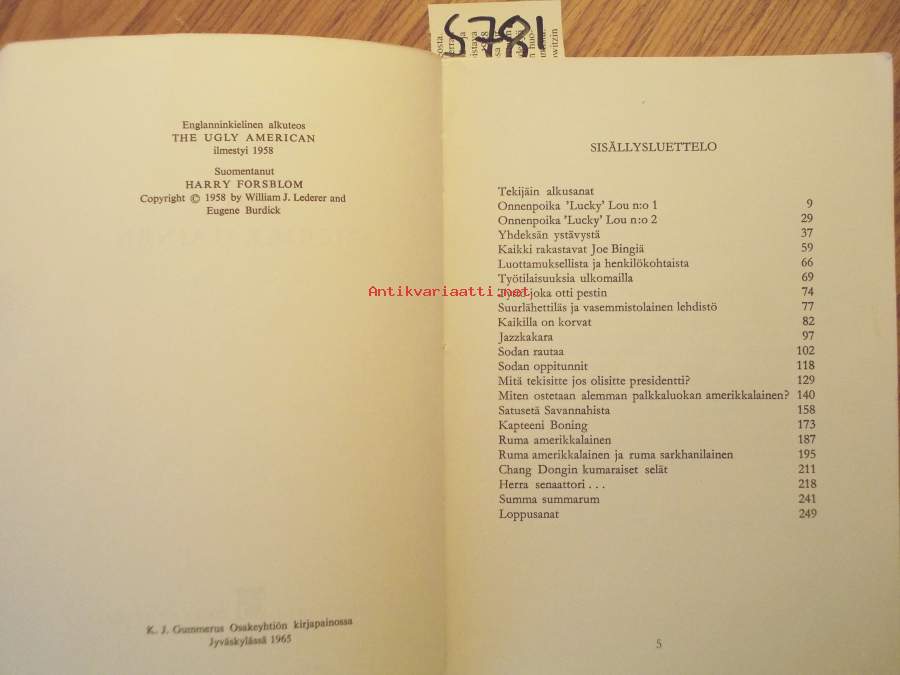 S781
Englanninkielinen alkuteos
THE UGLY AMERICAN
ilmestyi 1958
Suomentanut
HARRY FORSBLOM
Copyright © 1958 by William J. Lederer and
Eugene Burdick
K. J. Gummerus Osakeyhtiön kirjapainossa
Jyväskylässä 1965
SISÄLLYSLUETTELO
Tekijäin alkusanat
Onnenpoika 'Lucky' Lou n:o 1 9
Onnenpoika 'Lucky' Lou n:o 2 29
Yhdeksän ystävystä 37
Kaikki rakastavat Joe Bingiä 59
Luottamuksellista ja henkilökohtaista 66
Työtilaisuuksia ulkomailla 69
joka otti pestin 74
Suurlähettiläs ja vasemmistolainen lehdistö 77
Kaikilla on korvat 82
Jazzkakara 97
Sodan rautaa 102
Sodan oppitunnit 118
Mitä tekisitte jos olisitte presidentti? 129
Miten ostetaan alemman palkkaluokan amerikkalainen? 140
Satusetä Savannahista 158
Kapteeni Boning 173
Ruma amerikkalainen 187
Ruma amerikkalainen ja ruma sarkhanilainen 195
Chang Dongin kumaraiset selät 211
Herra senaattori . . . 218
Summa summarum 241
Loppusanat 249
5
Antikvariaatti.net